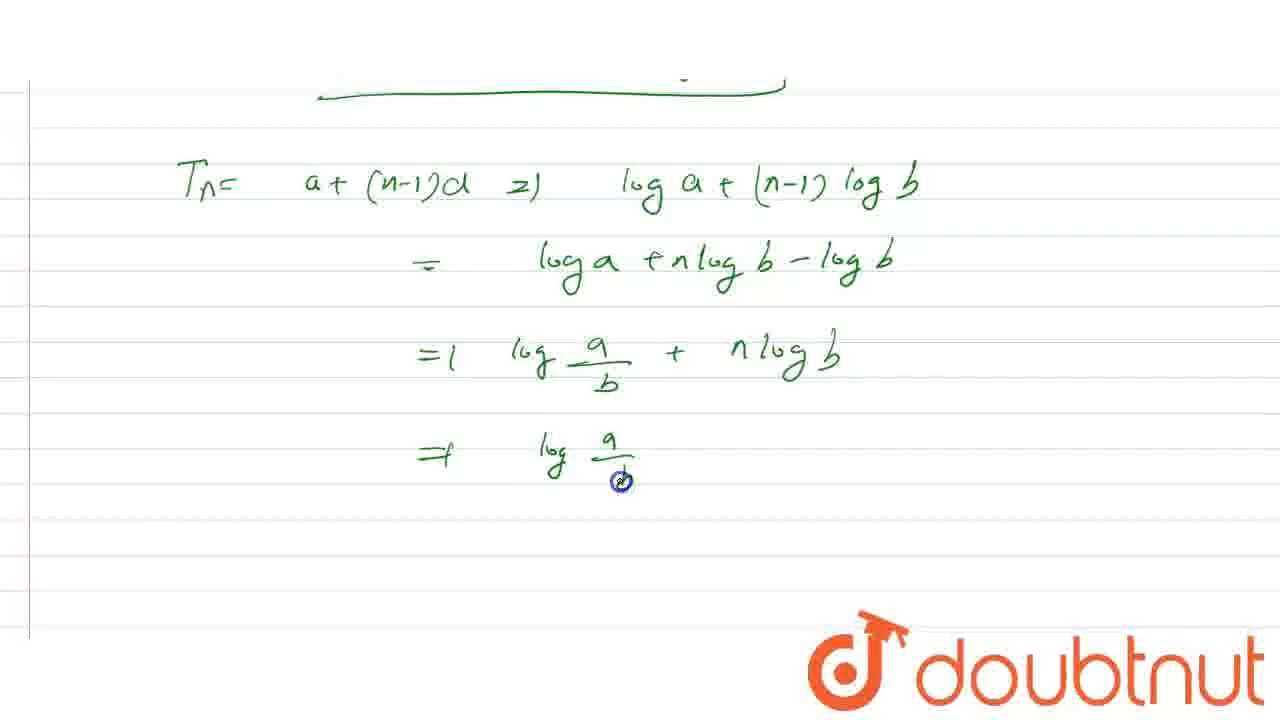 Tn= a + (n-1)d => log a + (n-1) log b
= log a + n log b - log b
=> log a/b + n log b
=> log a/b
doubtnut